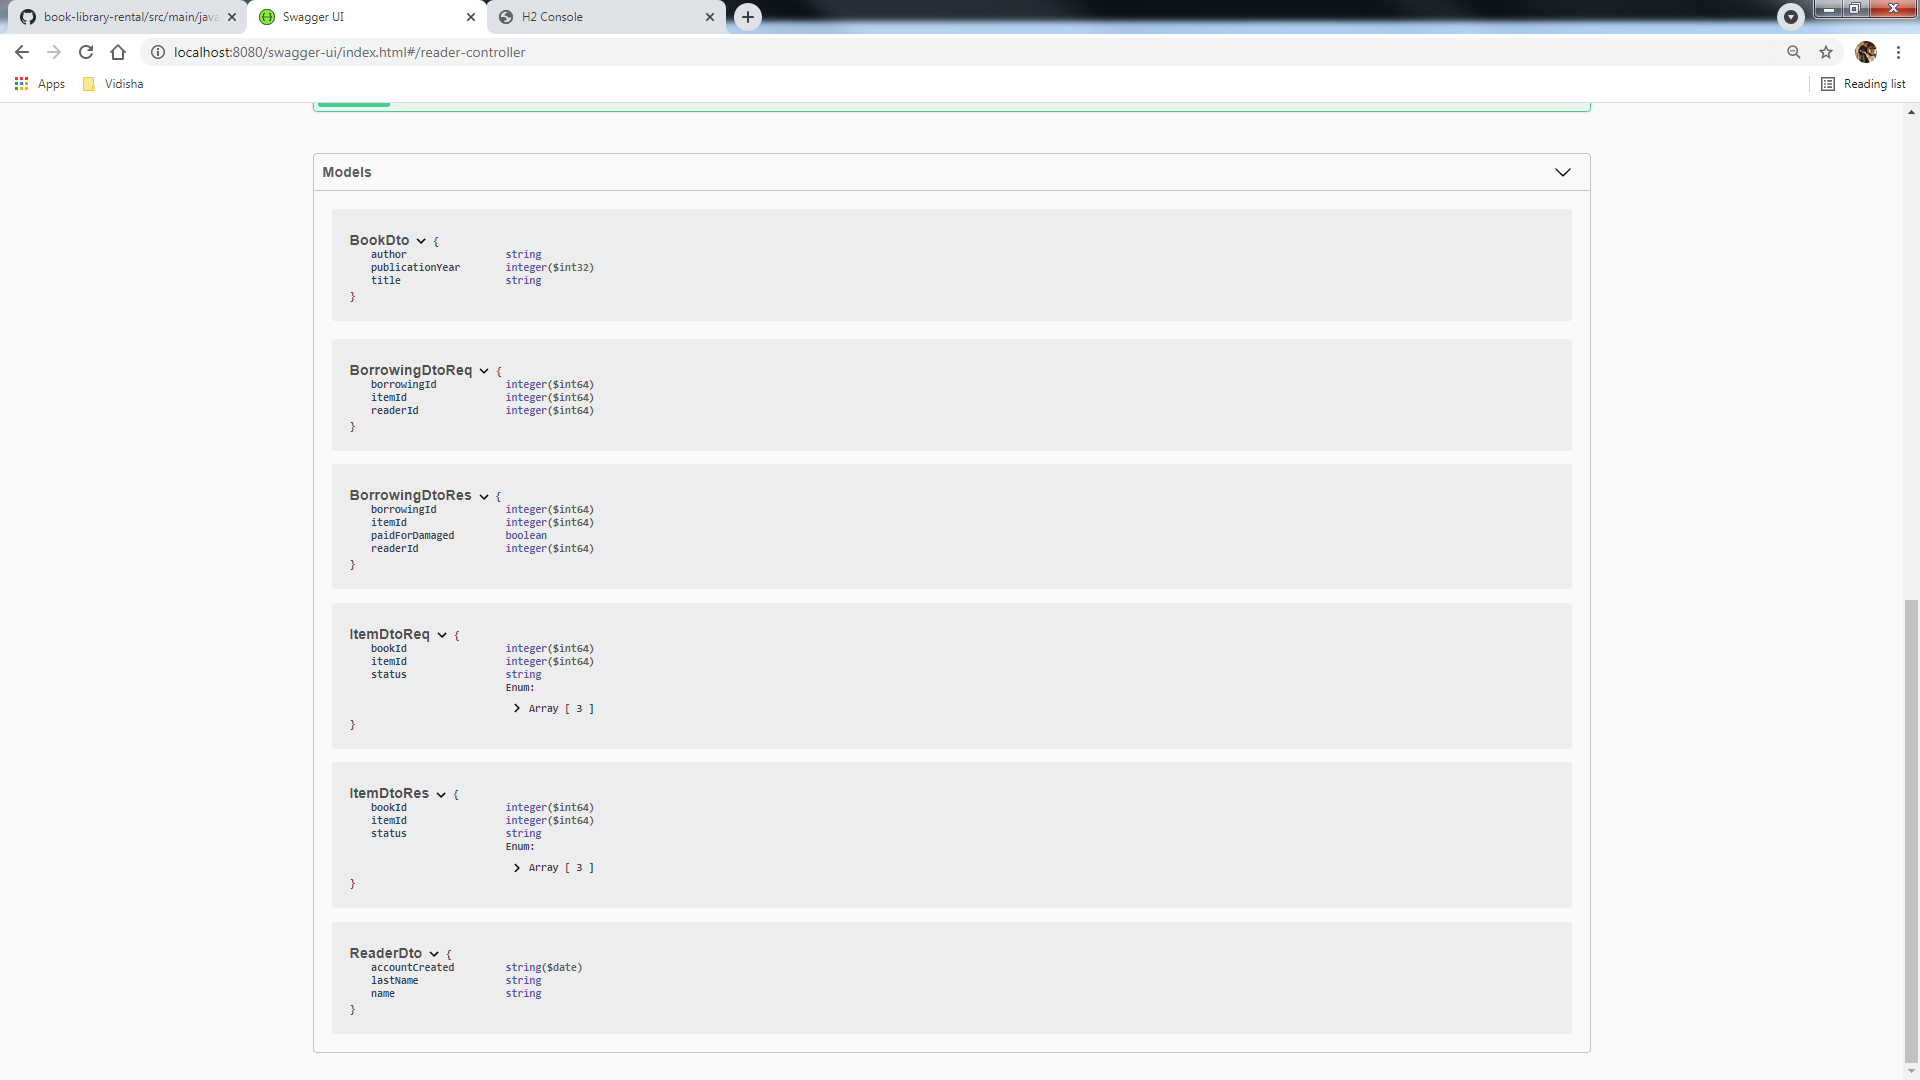 book-library-rental/src/main/java
Swagger UI
H2 Console
localhost:8080/swagger-ui/index.html#/reader-controller
Apps
Vidisha
Reading list
Models
BookDto {
author string
publicationYear integer($int32)
title string
}
BorrowingDtoReq {
borrowingId integer($int64)
itemId integer($int64)
readerId integer($int64)
}
BorrowingDtoRes {
borrowingId integer($int64)
itemId integer($int64)
paidForDamaged boolean
readerId integer($int64)
}
ItemDtoReq {
bookId integer($int64)
itemId integer($int64)
status string
Enum:
Array [ 3 ]
}
ItemDtoRes {
bookId integer($int64)
itemId integer($int64)
status string
Enum:
Array [ 3 ]
}
ReaderDto {
accountCreated string($date)
lastName string
name string
}